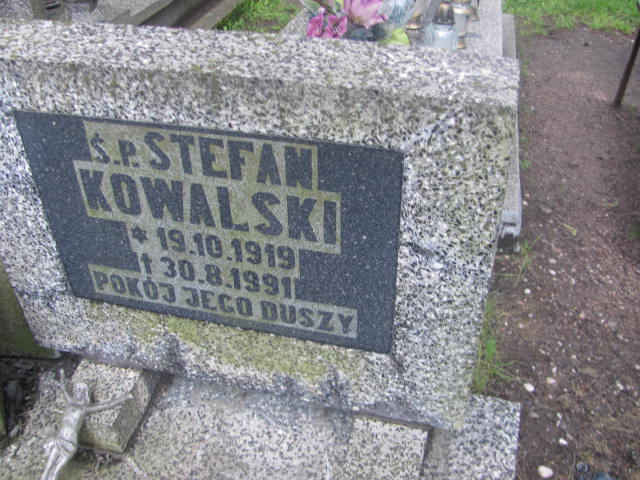 Ś.P. STEFAN
KOWALSKI
* 19.10.1919
† 30.8.1991
POKÓJ JEGO DUSZY